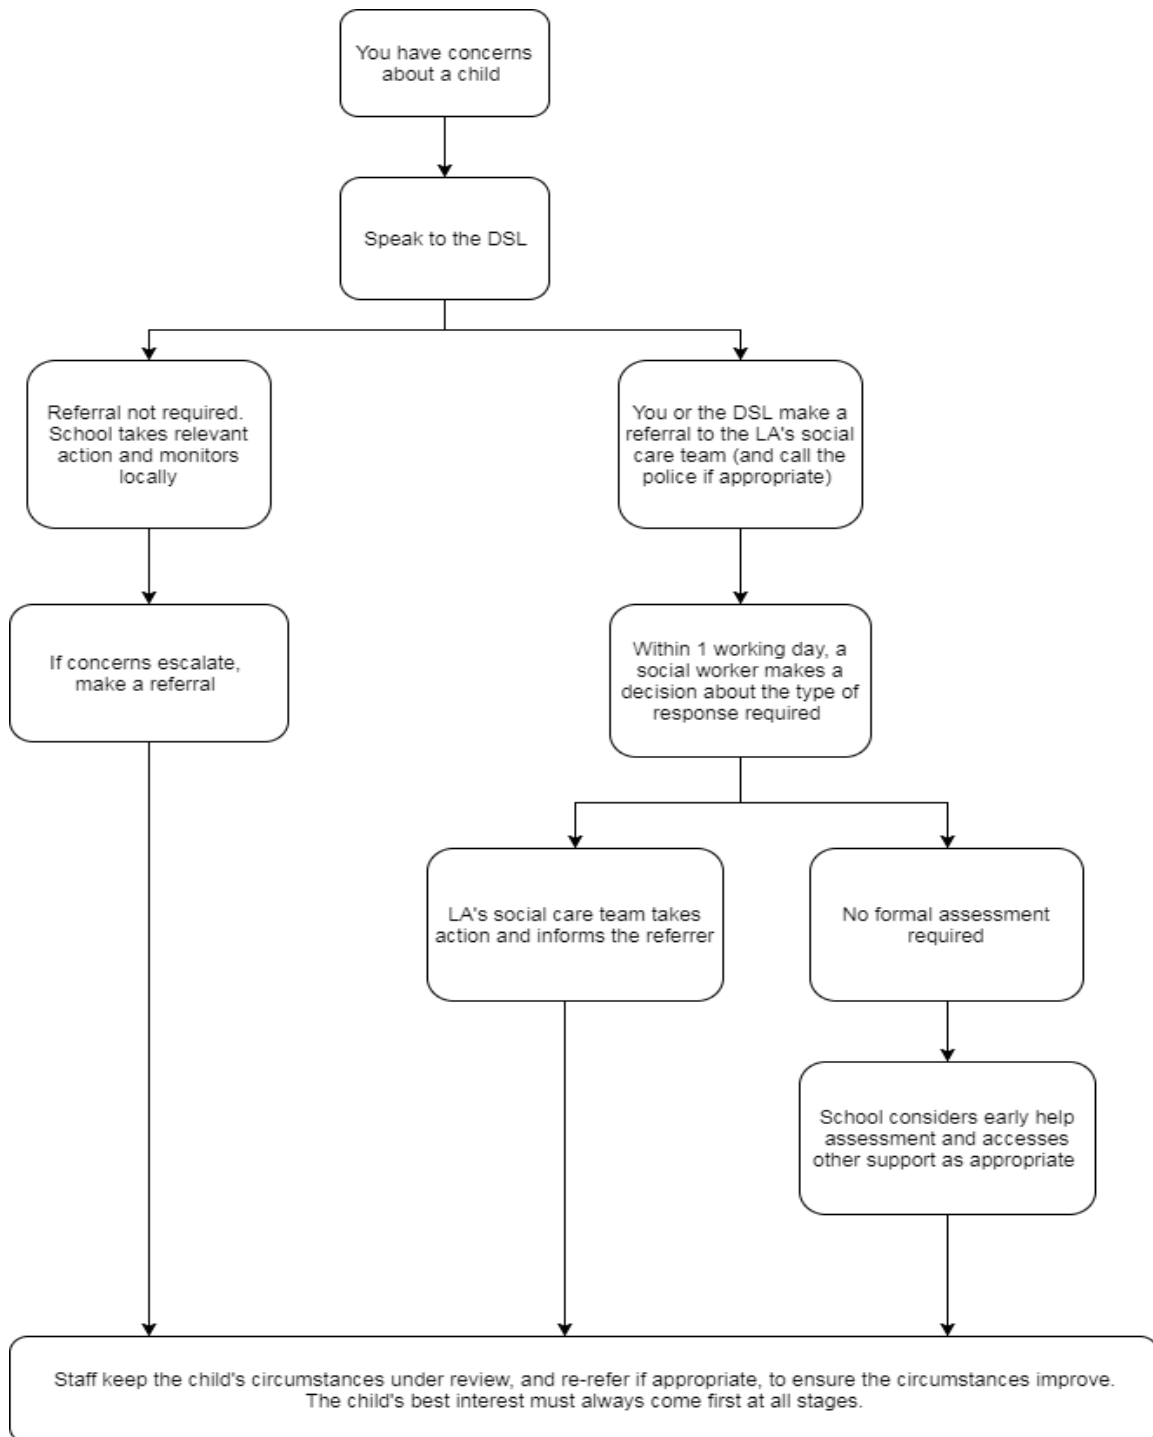 You have concerns
about a child
Speak to the DSL
Referral not required.
School takes relevant
action and monitors
locally
You or the DSL make a
referral to the LA's social
care team (and call the
police if appropriate)
If concerns escalate,
make a referral
Within 1 working day, a
social worker makes a
decision about the type of
response required
LA's social care team takes
action and informs the referrer
No formal assessment
required
School considers early help
assessment and accesses
other support as appropriate
Staff keep the child's circumstances under review, and re-refer if appropriate, to ensure the circumstances improve.
The child's best interest must always come first at all stages.